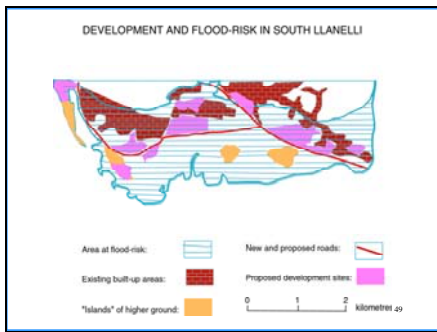 DEVELOPMENT AND FLOOD-RISK IN SOUTH LLANELLI
Area at flood-risk:
New and proposed roads:
Existing built-up areas:
Proposed development sites:
"Islands" of higher ground:
0 1 2 kilometres 49